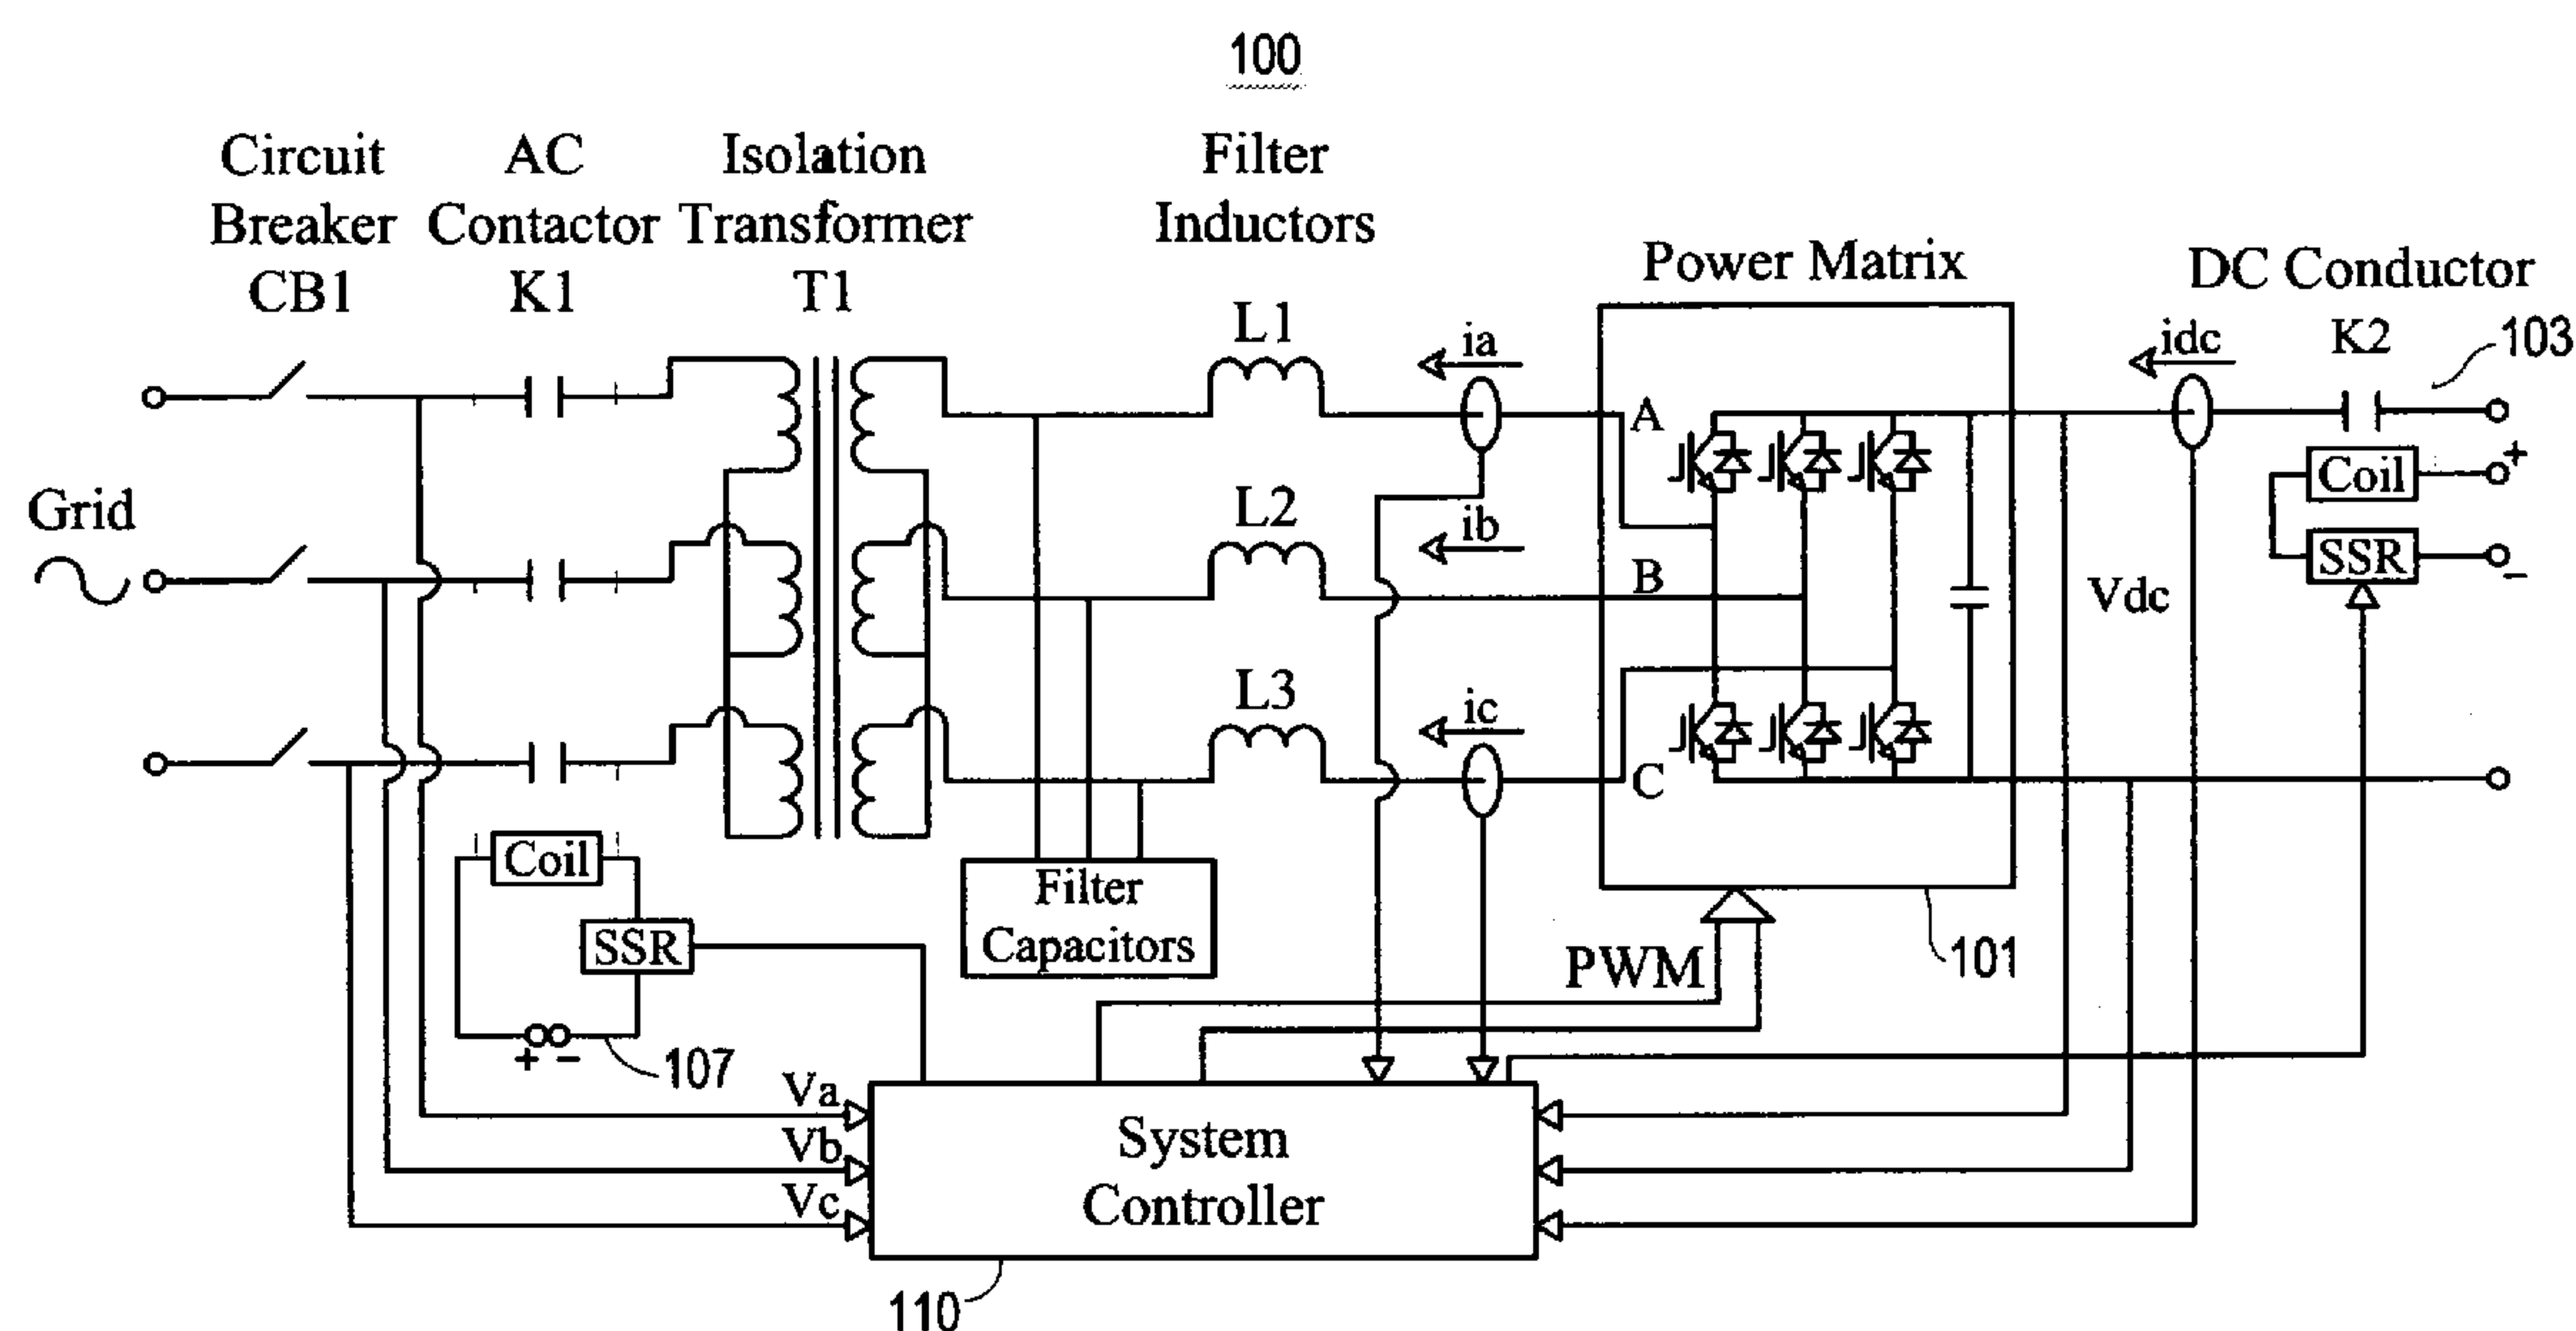 100
Circuit
Breaker
CB1
AC
Contactor
K1
Isolation
Transformer
T1
Filter
Inductors
Power Matrix
DC Conductor
K2
103
L1
ia
idc
A
Coil
+
Grid
L2
ib
B
SSR
−
Vdc
L3
ic
C
Coil
SSR
Filter
Capacitors
PWM
101
+ −
107
Va
Vb
Vc
System
Controller
110